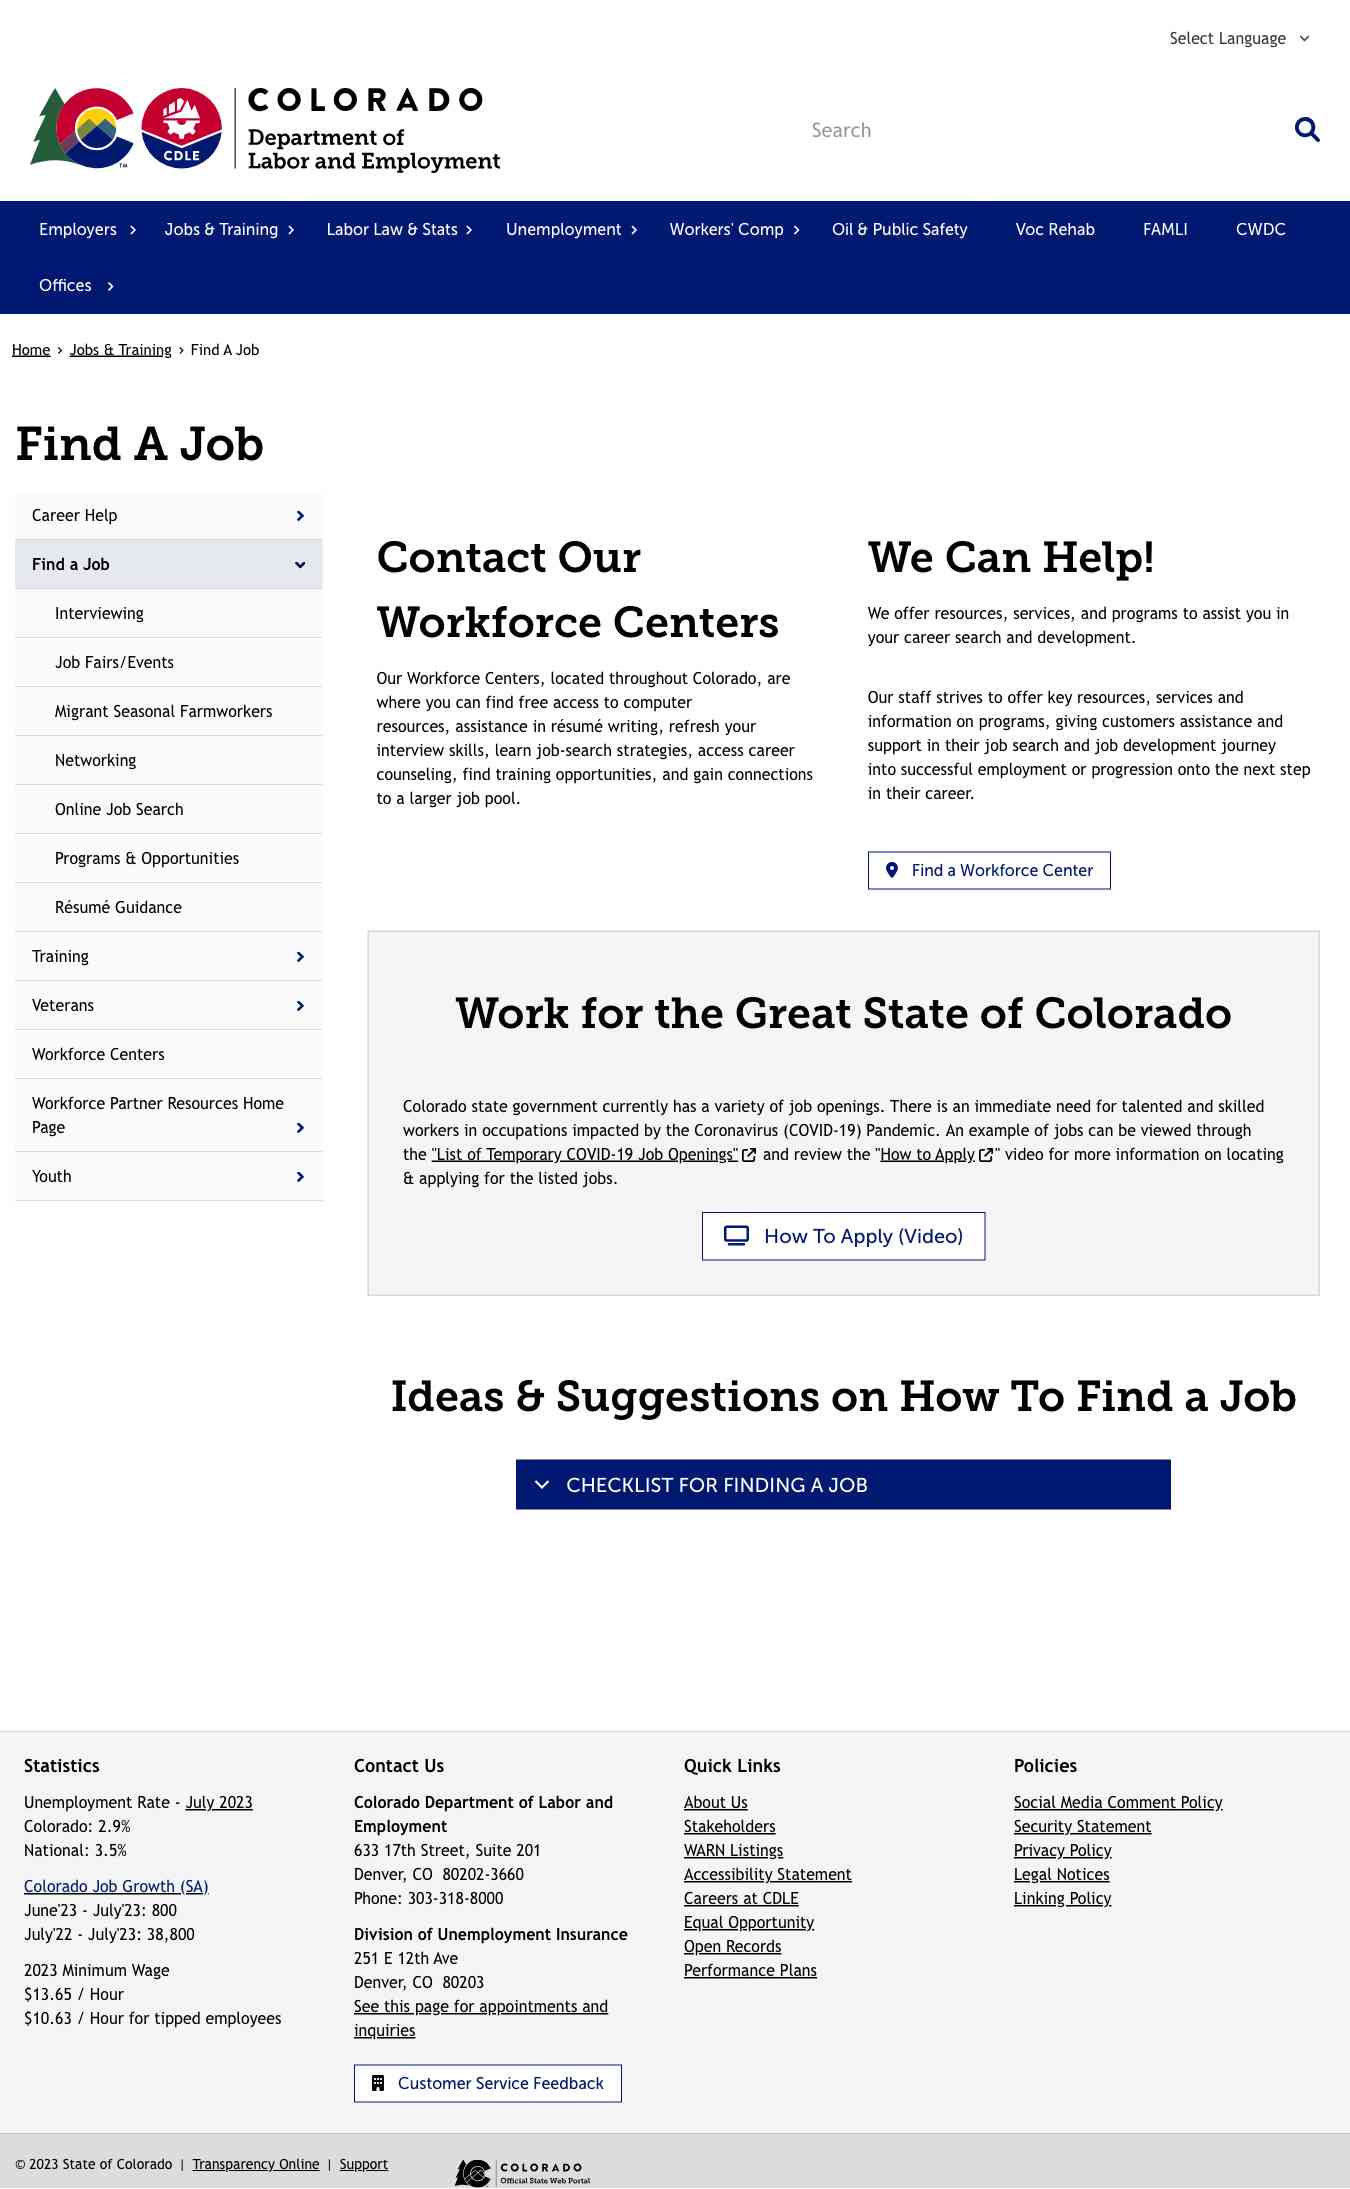 Select Language
COLORADO
Department of
Labor and Employment
CDLE
TM
Search
Employers
Jobs & Training
Labor Law & Stats
Unemployment
Workers' Comp
Oil & Public Safety
Voc Rehab
FAMLI
CWDC
Offices
Home › Jobs & Training › Find A Job
Find A Job
Career Help
Find a Job
Interviewing
Job Fairs/Events
Migrant Seasonal Farmworkers
Networking
Online Job Search
Programs & Opportunities
Résumé Guidance
Training
Veterans
Workforce Centers
Workforce Partner Resources Home
Page
Youth
Contact Our
Workforce Centers
Our Workforce Centers, located throughout Colorado, are
where you can find free access to computer
resources, assistance in résumé writing, refresh your
interview skills, learn job-search strategies, access career
counseling, find training opportunities, and gain connections
to a larger job pool.
We Can Help!
We offer resources, services, and programs to assist you in
your career search and development.
Our staff strives to offer key resources, services and
information on programs, giving customers assistance and
support in their job search and job development journey
into successful employment or progression onto the next step
in their career.
Find a Workforce Center
Work for the Great State of Colorado
Colorado state government currently has a variety of job openings. There is an immediate need for talented and skilled
workers in occupations impacted by the Coronavirus (COVID-19) Pandemic. An example of jobs can be viewed through
the "List of Temporary COVID-19 Job Openings" and review the "How to Apply " video for more information on locating
& applying for the listed jobs.
How To Apply (Video)
Ideas & Suggestions on How To Find a Job
CHECKLIST FOR FINDING A JOB
Statistics
Unemployment Rate - July 2023
Colorado: 2.9%
National: 3.5%
Colorado Job Growth (SA)
June'23 - July'23: 800
July'22 - July'23: 38,800
2023 Minimum Wage
$13.65 / Hour
$10.63 / Hour for tipped employees
Contact Us
Colorado Department of Labor and
Employment
633 17th Street, Suite 201
Denver, CO 80202-3660
Phone: 303-318-8000
Division of Unemployment Insurance
251 E 12th Ave
Denver, CO 80203
See this page for appointments and
inquiries
Customer Service Feedback
Quick Links
About Us
Stakeholders
WARN Listings
Accessibility Statement
Careers at CDLE
Equal Opportunity
Open Records
Performance Plans
Policies
Social Media Comment Policy
Security Statement
Privacy Policy
Legal Notices
Linking Policy
© 2023 State of Colorado | Transparency Online | Support
COLORADO
Official State Web Portal